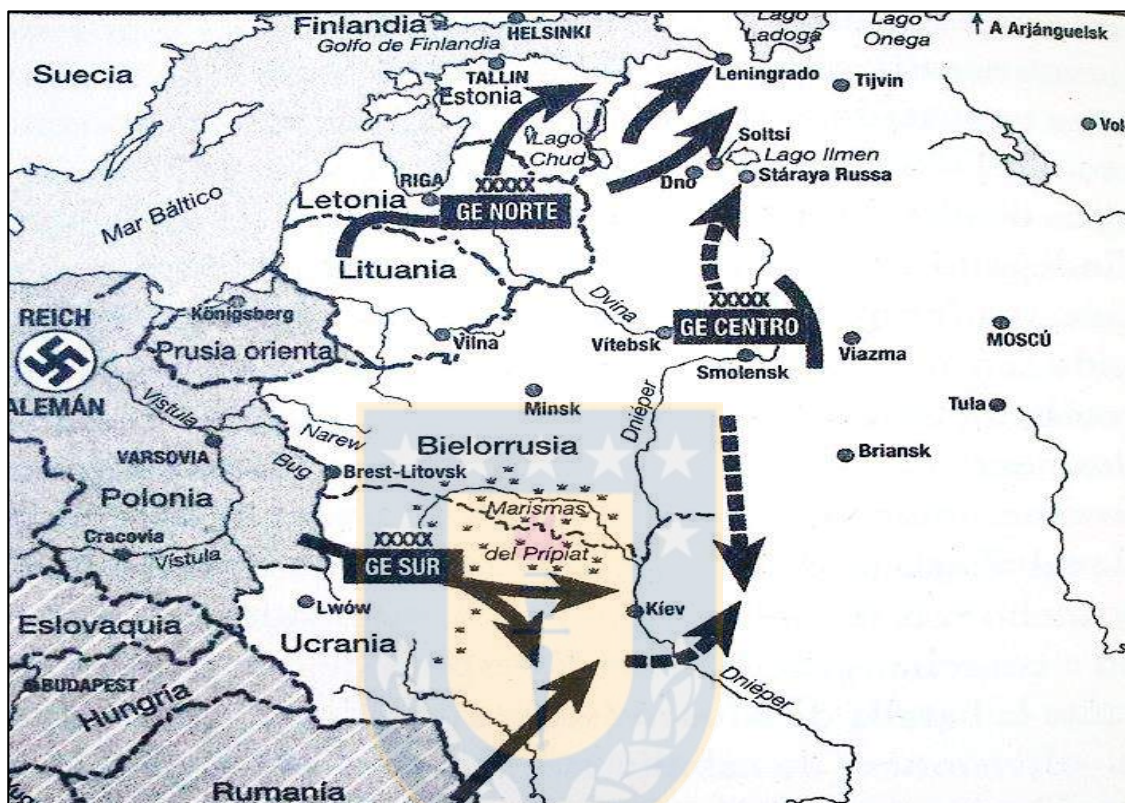 Finlandia
Golfo de Finlandia
HELSINKI
Lago
Ladoga
Lago
Onega
A Arjánguelsk
Suecia
TALLIN
Estonia
Leningrado
Tijvin
Lago
Chud
Soltsi
Lago Ilmen
Dno
Stáraya Russa
Mar Báltico
RIGA
Letonia
XXXXX
GE NORTE
Lituania
Dvina
XXXXX
GE CENTRO
Königsberg
REICH
ALEMÁN
Prusia orienta
Vilna
Vítebsk
Smolensk
Viazma
MOSCÚ
Minsk
Dniéper
Tula
Vístula
Narew
Bielorrusia
VARSOVIA
Bug
Brest-Litovsk
Briansk
Polonia
Marismas
del Prípiat
Cracovia
Vístula
XXXXX
GE SUR
Lwów
Kíev
Eslovaquia
Ucrania
BUDAPEST
Hungría
Dniéper
Rumanía